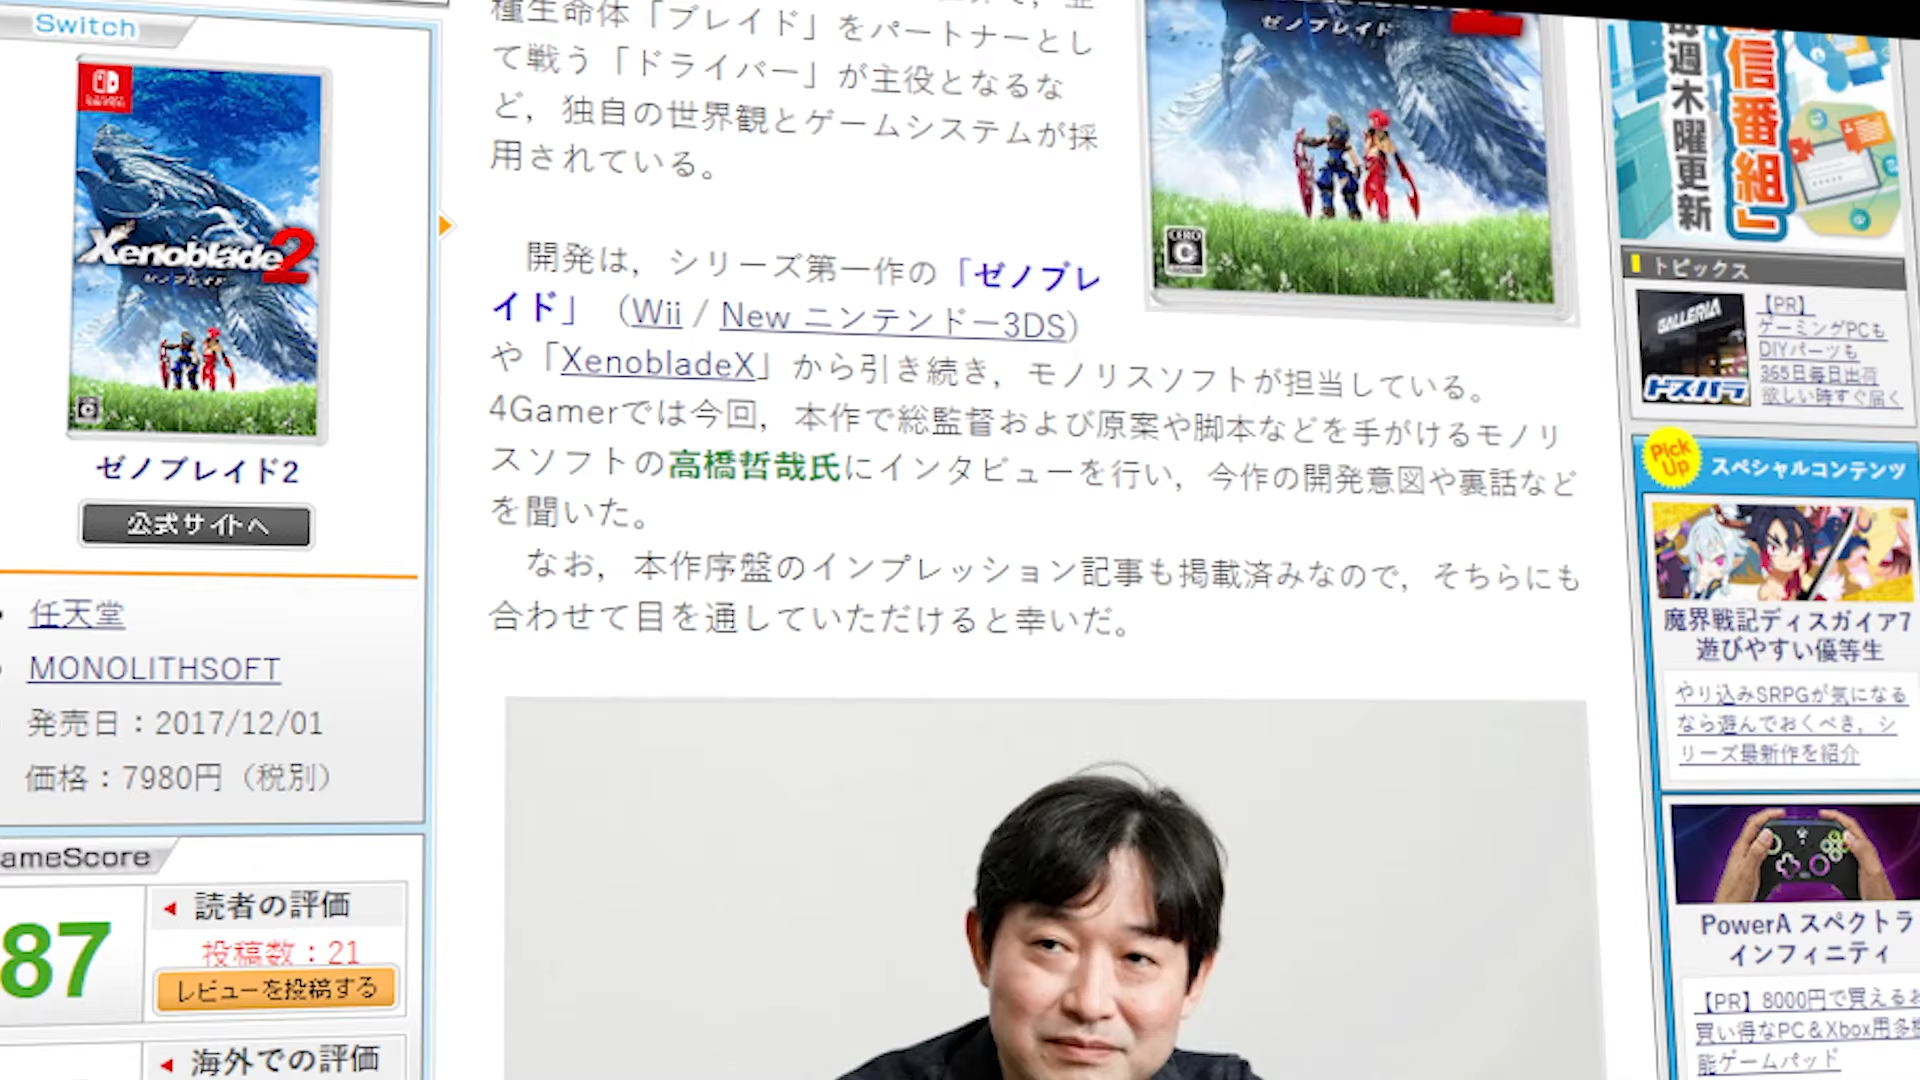 Switch
Xenoblade2
ゼノブレイド
ゼノブレイド2
公式サイトへ
任天堂
MONOLITHSOFT
発売日：2017/12/01
価格：7980円（税別）
ameScore
87
読者の評価
投稿数：21
レビューを投稿する
海外での評価
種生命体「ブレイド」をパートナーとし
て戦う「ドライバー」が主役となるな
ど，独自の世界観とゲームシステムが採
用されている。
開発は，シリーズ第一作の「ゼノブレ
イド」（Wii / New ニンテンドー3DS）
や「XenobladeX」から引き続き，モノリスソフトが担当している。
4Gamerでは今回，本作で総監督および原案や脚本などを手がけるモノリ
スソフトの高橋哲哉氏にインタビューを行い，今作の開発意図や裏話など
を聞いた。
なお，本作序盤のインプレッション記事も掲載済みなので，そちらにも
合わせて目を通していただけると幸いだ。
ゼノブレイド
2
CERO
C
信番組」
毎週木曜更新
トピックス
GALLERIA
ドスパラ
【PR】
ゲーミングPCも
DIYパーツも
365日毎日出荷
欲しい時すぐ届く
Pick
Up
スペシャルコンテンツ
魔界戦記ディスガイア7
遊びやすい優等生
やり込みSRPGが気になる
なら遊んでおくべき，シ
リーズ最新作を紹介
PowerA スペクトラ
インフィニティ
【PR】8000円で買えるお
買い得なPC＆Xbox用多機
能ゲームパッド